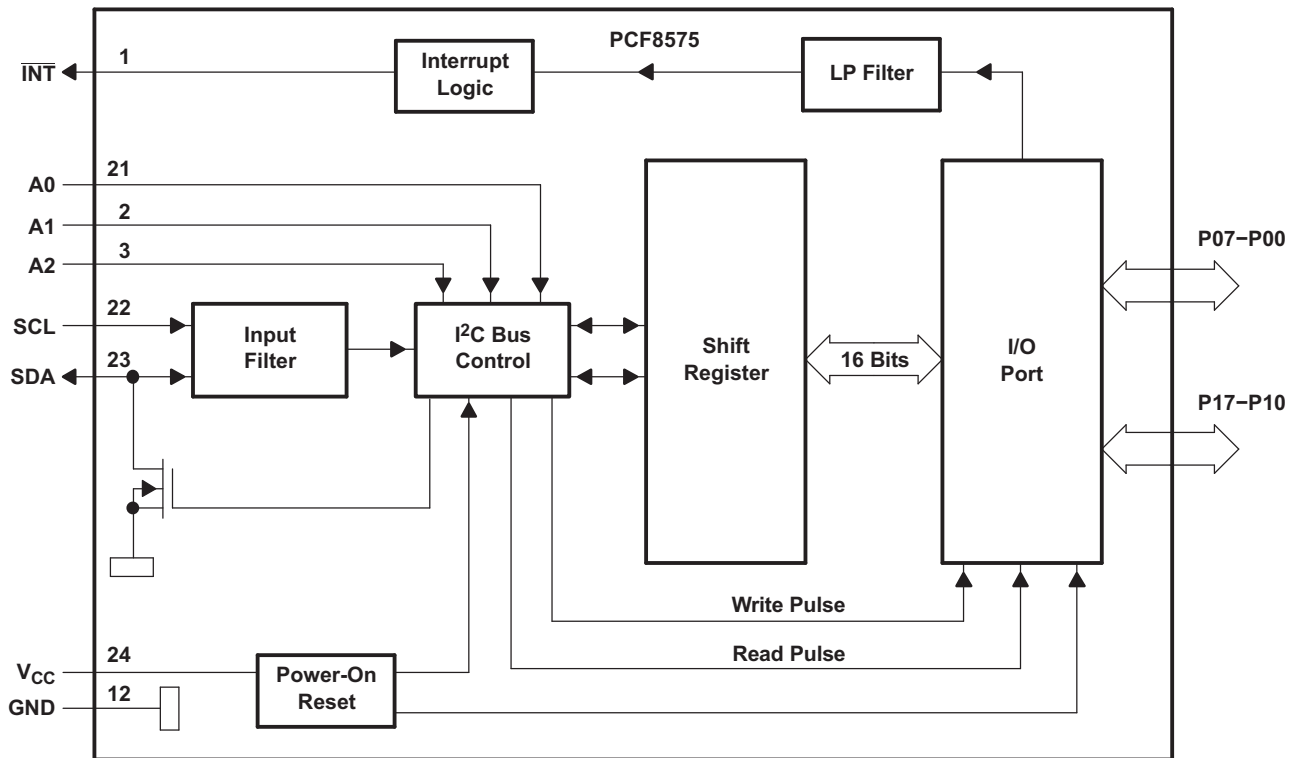 PCF8575
INT
1
Interrupt
Logic
LP Filter
A0
21
A1
2
A2
3
SCL
22
SDA
23
Input
Filter
I²C Bus
Control
Shift
Register
16 Bits
I/O
Port
P07–P00
P17–P10
Write Pulse
Read Pulse
VCC
24
GND
12
Power-On
Reset